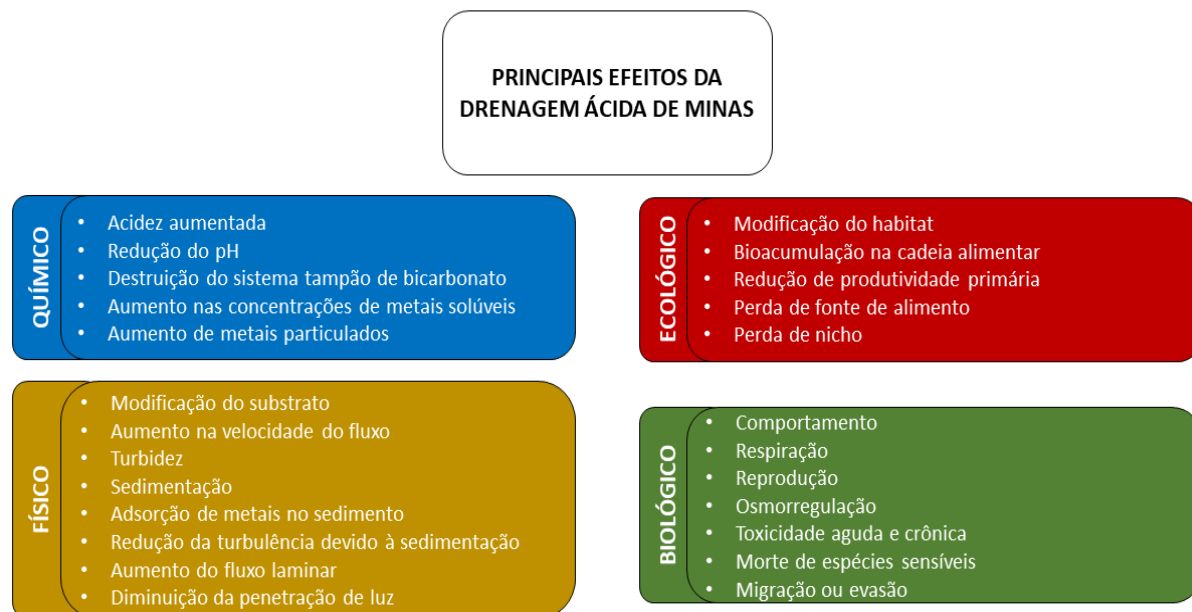 PRINCIPAIS EFEITOS DA
DRENAGEM ÁCIDA DE MINAS
QUÍMICO
• Acidez aumentada
• Redução do pH
• Destruição do sistema tampão de bicarbonato
• Aumento nas concentrações de metais solúveis
• Aumento de metais particulados
ECOLÓGICO
• Modificação do habitat
• Bioacumulação na cadeia alimentar
• Redução de produtividade primária
• Perda de fonte de alimento
• Perda de nicho
FÍSICO
• Modificação do substrato
• Aumento na velocidade do fluxo
• Turbidez
• Sedimentação
• Adsorção de metais no sedimento
• Redução da turbulência devido à sedimentação
• Aumento do fluxo laminar
• Diminuição da penetração de luz
BIOLÓGICO
• Comportamento
• Respiração
• Reprodução
• Osmorregulação
• Toxicidade aguda e crônica
• Morte de espécies sensíveis
• Migração ou evasão